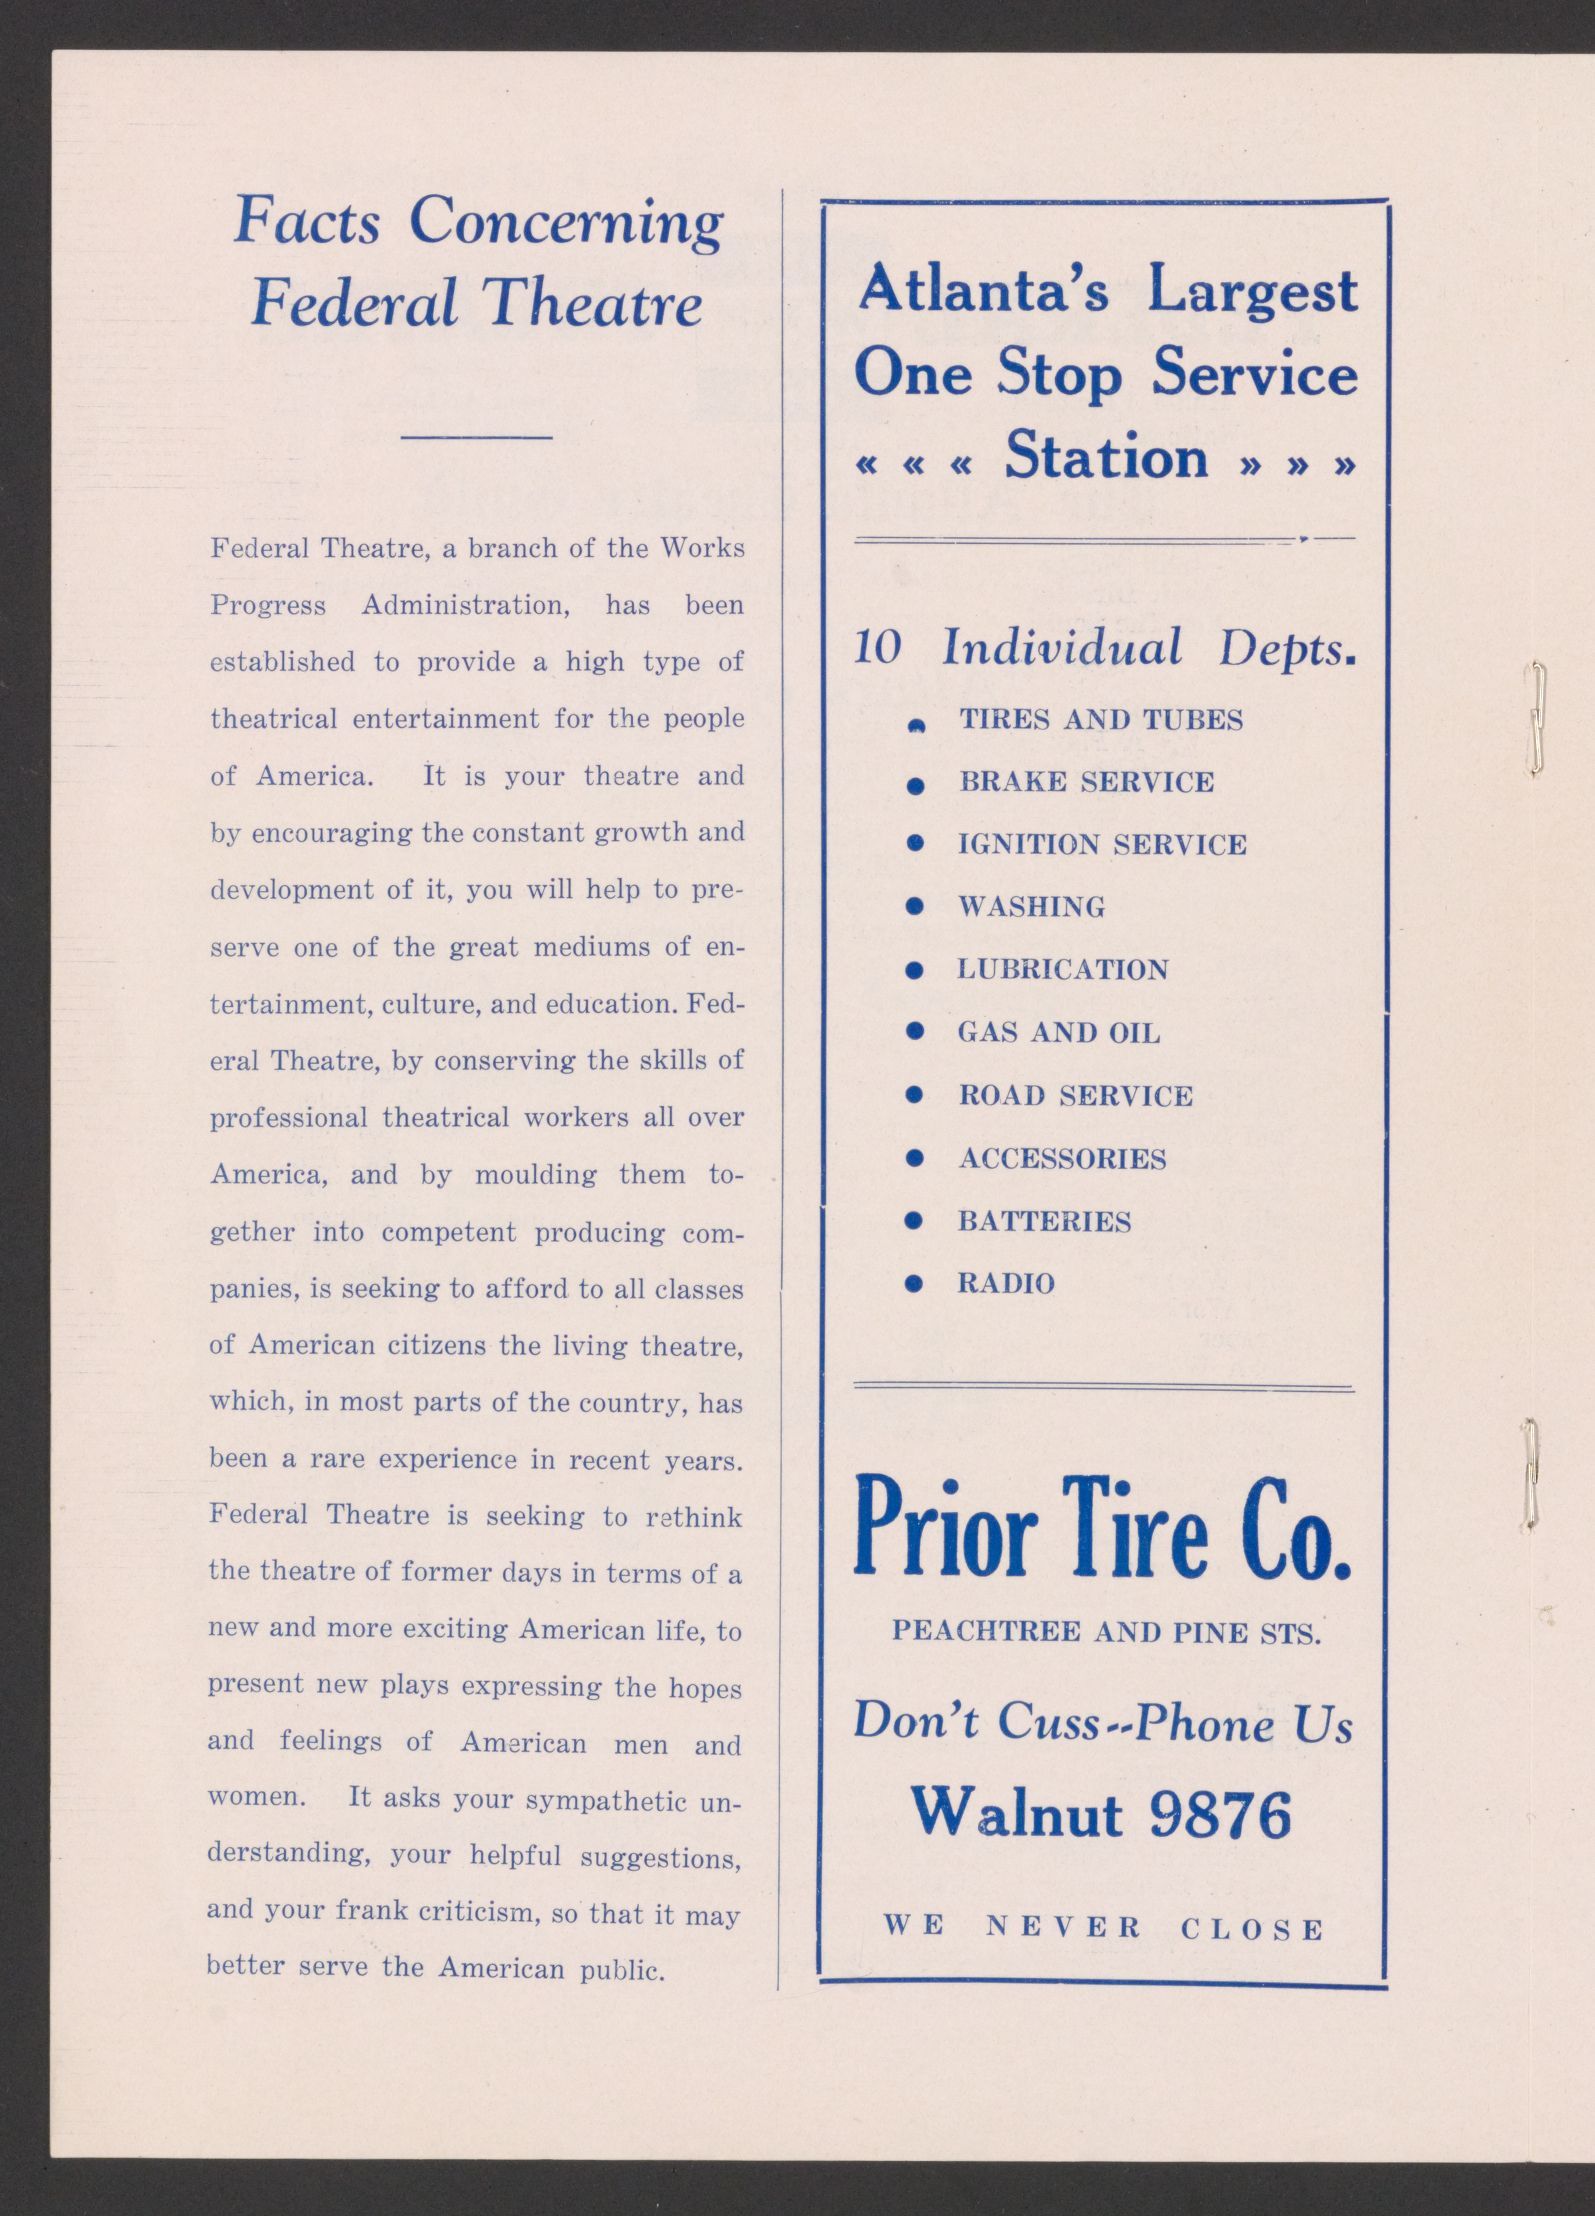 Facts Concerning
Federal Theatre
Federal Theatre, a branch of the Works
Progress Administration, has been
established to provide a high type of
theatrical entertainment for the people
of America. It is your theatre and
by encouraging the constant growth and
development of it, you will help to pre-
serve one of the great mediums of en-
tertainment, culture, and education. Fed-
eral Theatre, by conserving the skills of
professional theatrical workers all over
America, and by moulding them to-
gether into competent producing com-
panies, is seeking to afford to all classes
of American citizens the living theatre,
which, in most parts of the country, has
been a rare experience in recent years.
Federal Theatre is seeking to rethink
the theatre of former days in terms of a
new and more exciting American life, to
present new plays expressing the hopes
and feelings of American men and
women. It asks your sympathetic un-
derstanding, your helpful suggestions,
and your frank criticism, so that it may
better serve the American public.
Atlanta's Largest
One Stop Service
« « « Station » » »
10 Individual Depts.
• TIRES AND TUBES
• BRAKE SERVICE
• IGNITION SERVICE
• WASHING
• LUBRICATION
• GAS AND OIL
• ROAD SERVICE
• ACCESSORIES
• BATTERIES
• RADIO
Prior Tire Co.
PEACHTREE AND PINE STS.
Don't Cuss--Phone Us
Walnut 9876
WE NEVER CLOSE